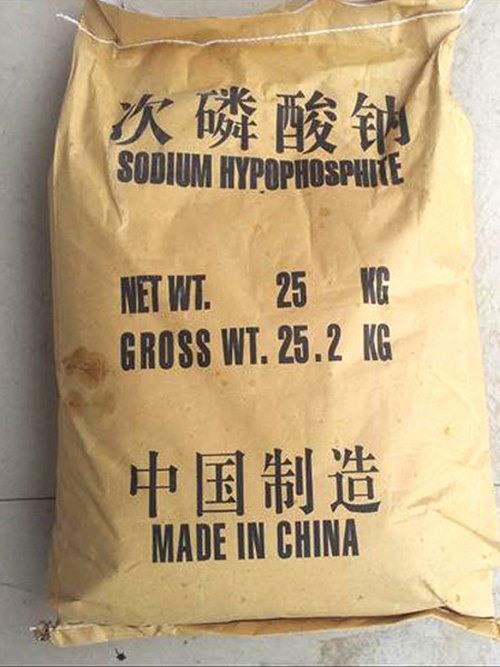 次磷酸钠
SODIUM HYPOPHOSPHITE
NET WT. 25 KG
GROSS WT. 25.2 KG
中国制造
MADE IN CHINA